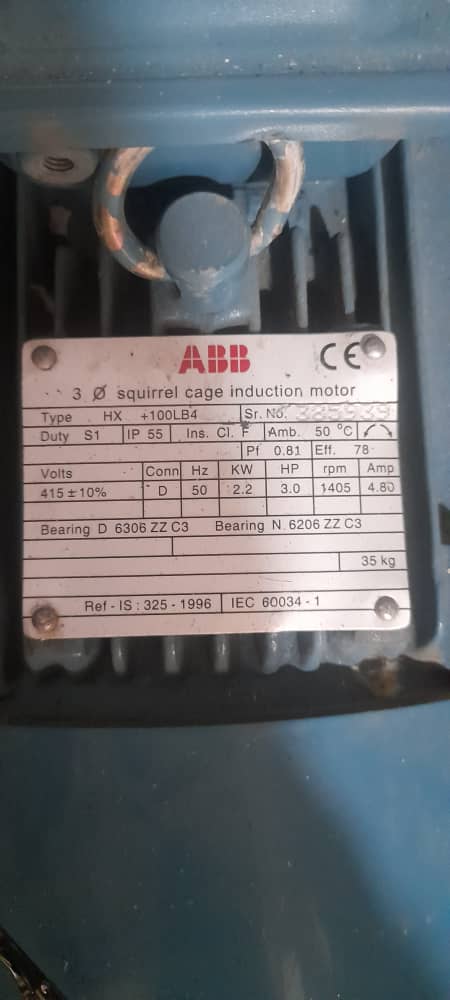 ABB CE
3 Ø squirrel cage induction motor
Type HX +100LB4 Sr. No.
Duty S1 IP 55 Ins. Cl. F Amb. 50 °C
Pf 0.81 Eff. 78
Volts Conn Hz KW HP rpm Amp
415 ± 10% D 50 2.2 3.0 1405 4.80
Bearing D 6306 ZZ C3 Bearing N 6206 ZZ C3
35 kg
Ref - IS : 325 - 1996 IEC 60034 - 1